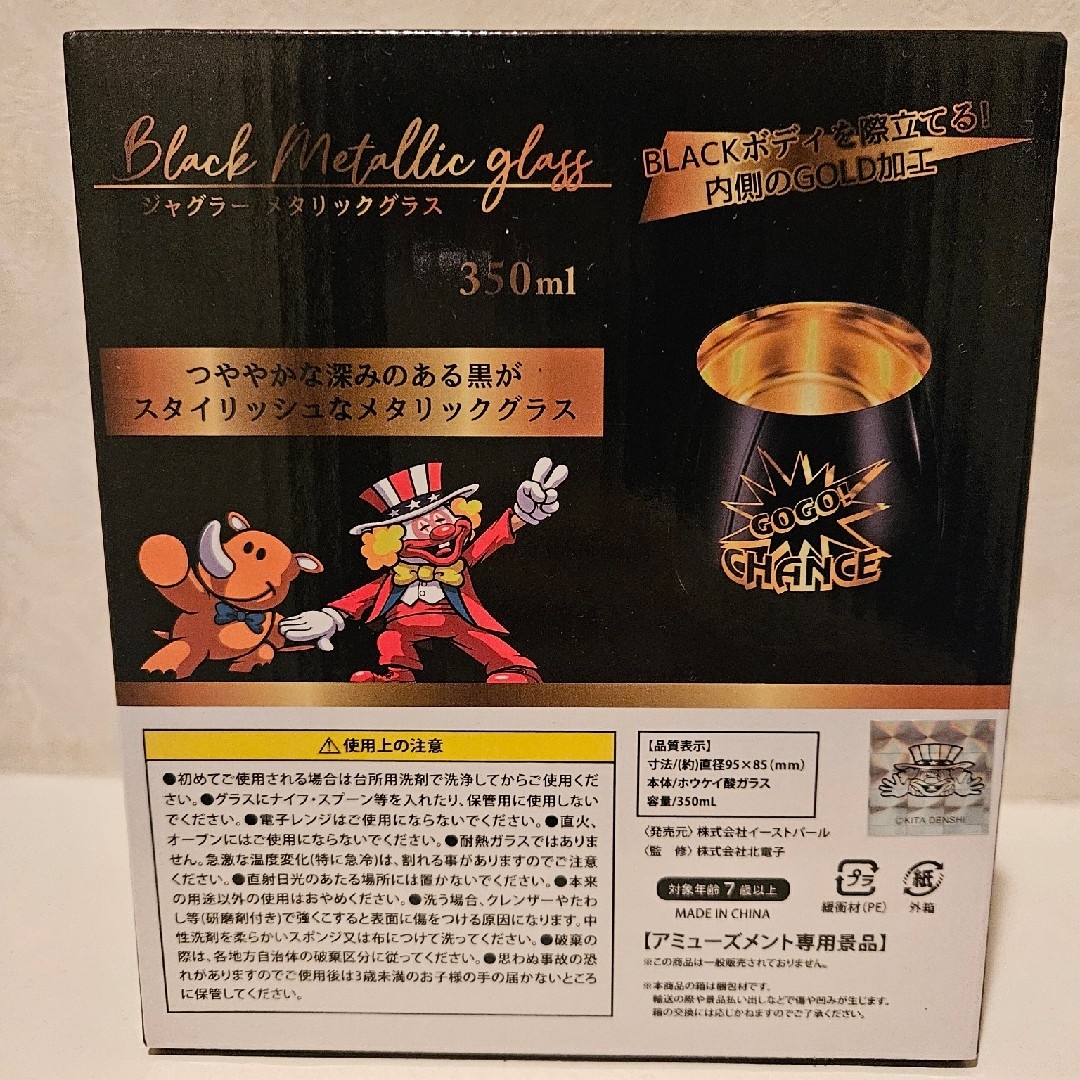 Black Metallic glass
ジャグラー メタリックグラス
350ml
BLACKボディを際立てる!
内側のGOLD加工
つややかな深みのある黒が
スタイリッシュなメタリックグラス
GOGO!
CHANCE
⚠使用上の注意
●初めてご使用される場合は台所用洗剤で洗浄してからご使用くだ
さい。●グラスにナイフ・スプーン等を入れたり、保管用に使用しない
でください。●電子レンジはご使用にならないでください。●直火、
オーブンにはご使用にならないでください。●耐熱ガラスではありま
せん。急激な温度変化(特に急冷)は、割れる事がありますのでご注意
ください。●直射日光のあたる場所には置かないでください。●本来
の用途以外の使用はおやめください。●洗う場合、クレンザーやたわ
し等(研磨剤付き)で強くこすると表面に傷をつける原因になります。中
性洗剤を柔らかいスポンジ又は布につけて洗ってください。●破棄の
際は、各地方自治体の破棄区分に従ってください。●思わぬ事故の恐
れがありますのでご使用後は3歳未満のお子様の手の届かないところ
に保管してください。
【品質表示】
寸法/(約)直径95×85(mm)
本体/ホウケイ酸ガラス
容量/350mL
©KITA DENSHI
〈発売元〉株式会社イーストパール
〈監 修〉株式会社北電子
対象年齢7歳以上
MADE IN CHINA
プラ
緩衝材(PE)
紙
外箱
【アミューズメント専用景品】
※この商品は一般販売されておりません。
※本商品の箱は梱包材です。
輸送の際や景品払い出しなどで傷や凹みが生じます。
箱の交換には応じかねますのでご了承ください。